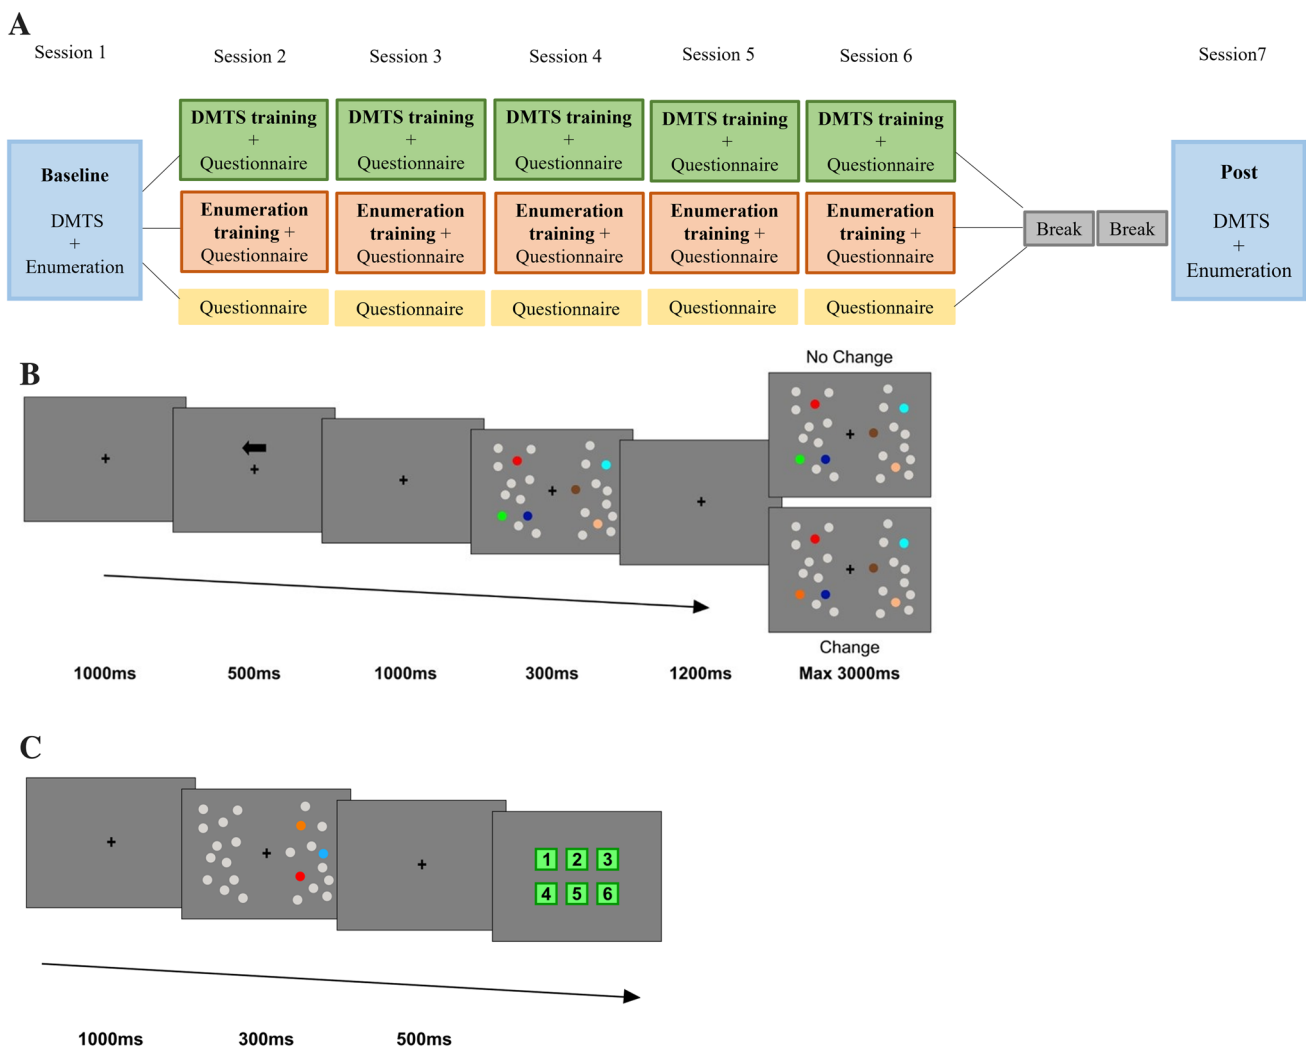 A
Session 1
Session 2
Session 3
Session 4
Session 5
Session 6
Session7
Baseline
DMTS
+
Enumeration
DMTS training
+
Questionnaire
DMTS training
+
Questionnaire
DMTS training
+
Questionnaire
DMTS training
+
Questionnaire
DMTS training
+
Questionnaire
Enumeration
training +
Questionnaire
Enumeration
training +
Questionnaire
Enumeration
training +
Questionnaire
Enumeration
training +
Questionnaire
Enumeration
training +
Questionnaire
Questionnaire
Questionnaire
Questionnaire
Questionnaire
Questionnaire
Break
Break
Post
DMTS
+
Enumeration
B
No Change
Change
1000ms
500ms
1000ms
300ms
1200ms
Max 3000ms
C
1 2 3
4 5 6
1000ms
300ms
500ms